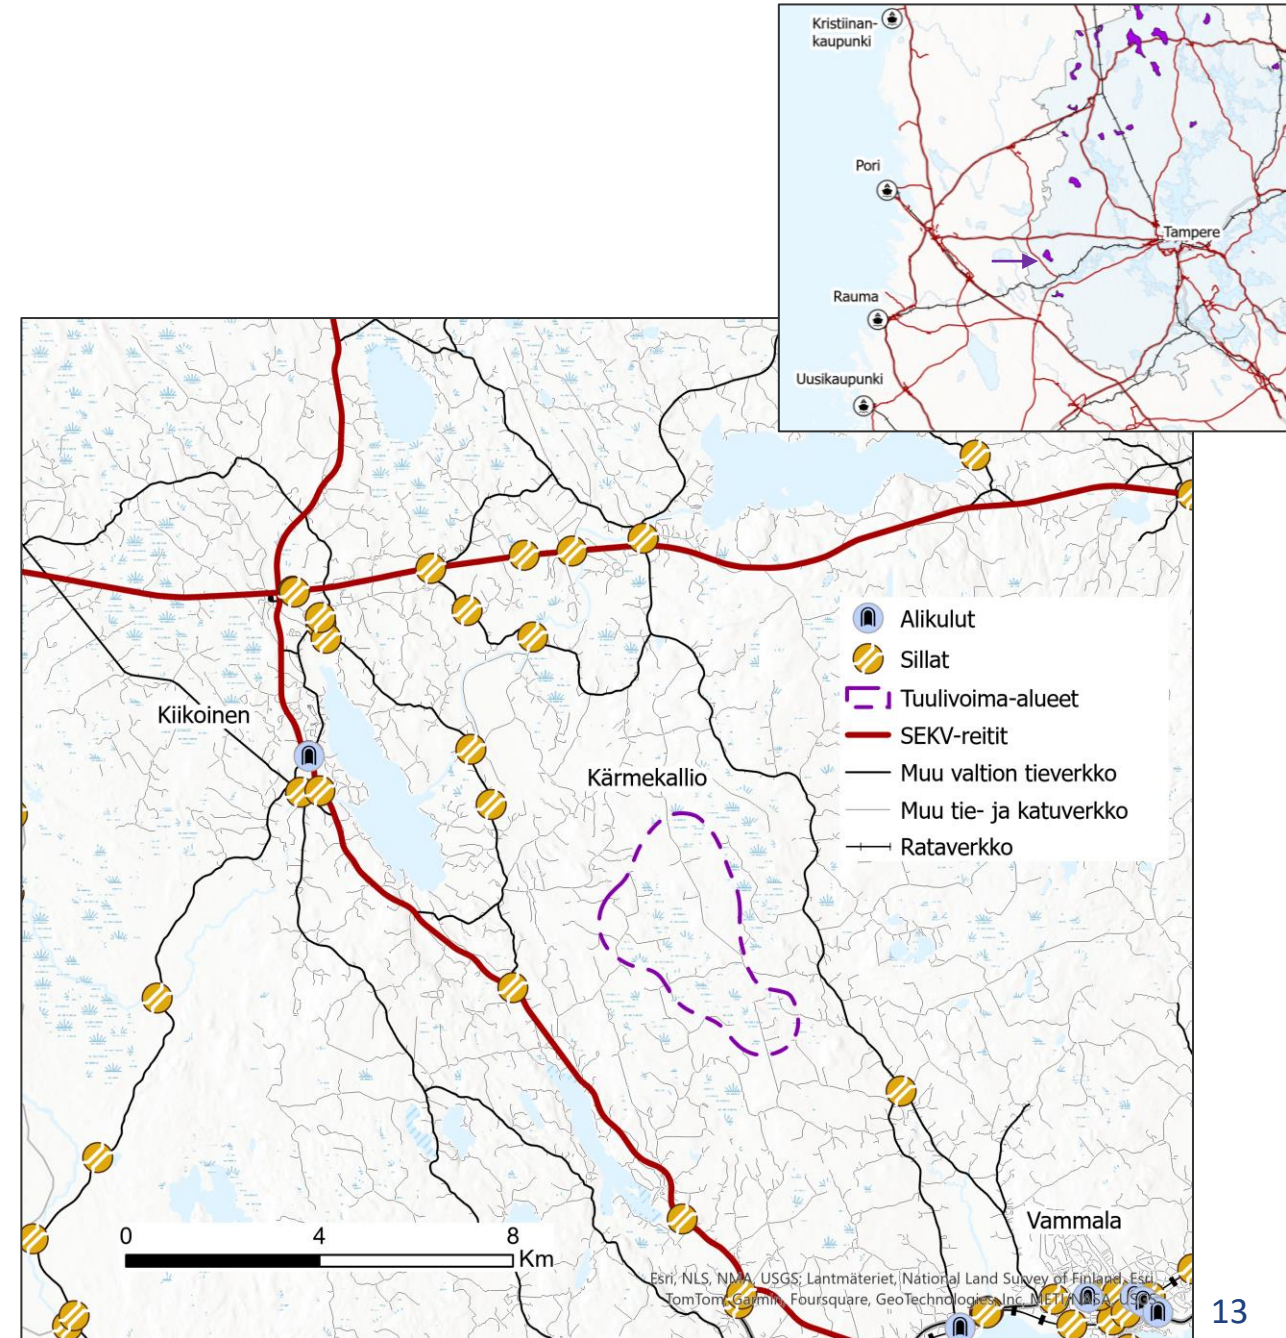 Kristiinan-
kaupunki
Pori
Tampere
Rauma
Uusikaupunki
Alikulut
Sillat
Tuulivoima-alueet
SEKV-reitit
Muu valtion tieverkko
Muu tie- ja katuverkko
Rataverkko
Kiikoinen
Kärmekallio
Vammala
0 4 8
Km
Esri, NLS, NMA, USGS; Lantmäteriet, National Land Survey of Finland, Esri,
TomTom, Garmin, Foursquare, GeoTechnologies, Inc, METI/NASA, USGS
13